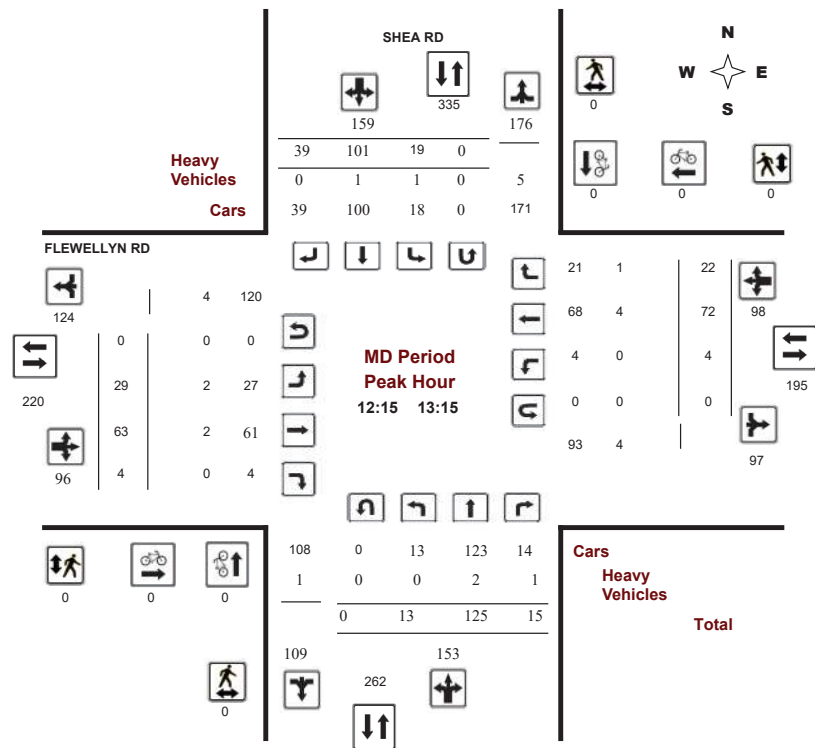 SHEA RD
N
W E
S
335
0
159 176
39 101 19 0
Heavy
Vehicles
0 1 1 0 5
Cars
39 100 18 0 171
0 0 0
FLEWELLYN RD
4 120
124
0 0 0
220
29 2 27
63 2 61
96
4 0 4
MD Period
Peak Hour
12:15 13:15
21 1 22
68 4 72
98
4 0 4
195
0 0 0
93 4
97
108 0 13 123 14
Cars
1 0 0 2 1
Heavy
Vehicles
0 13 125 15
Total
0 0 0
109 153
262
0